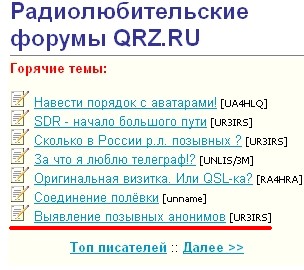 Радиолюбительские
форумы QRZ.RU
Горячие темы:
Навести порядок с аватарами! [UA4HLQ]
SDR - начало большого пути [UR3IRS]
Сколько в России р.л. позывных ? [UR3IRS]
За что я люблю телеграф!? [UNLIS/3M]
Оригинальная визитка. Или QSL-ка? [RA4HRA]
Соединение полёвки [unname]
Выявление позывных анонимов [UR3IRS]
Топ писателей :: Далее >>